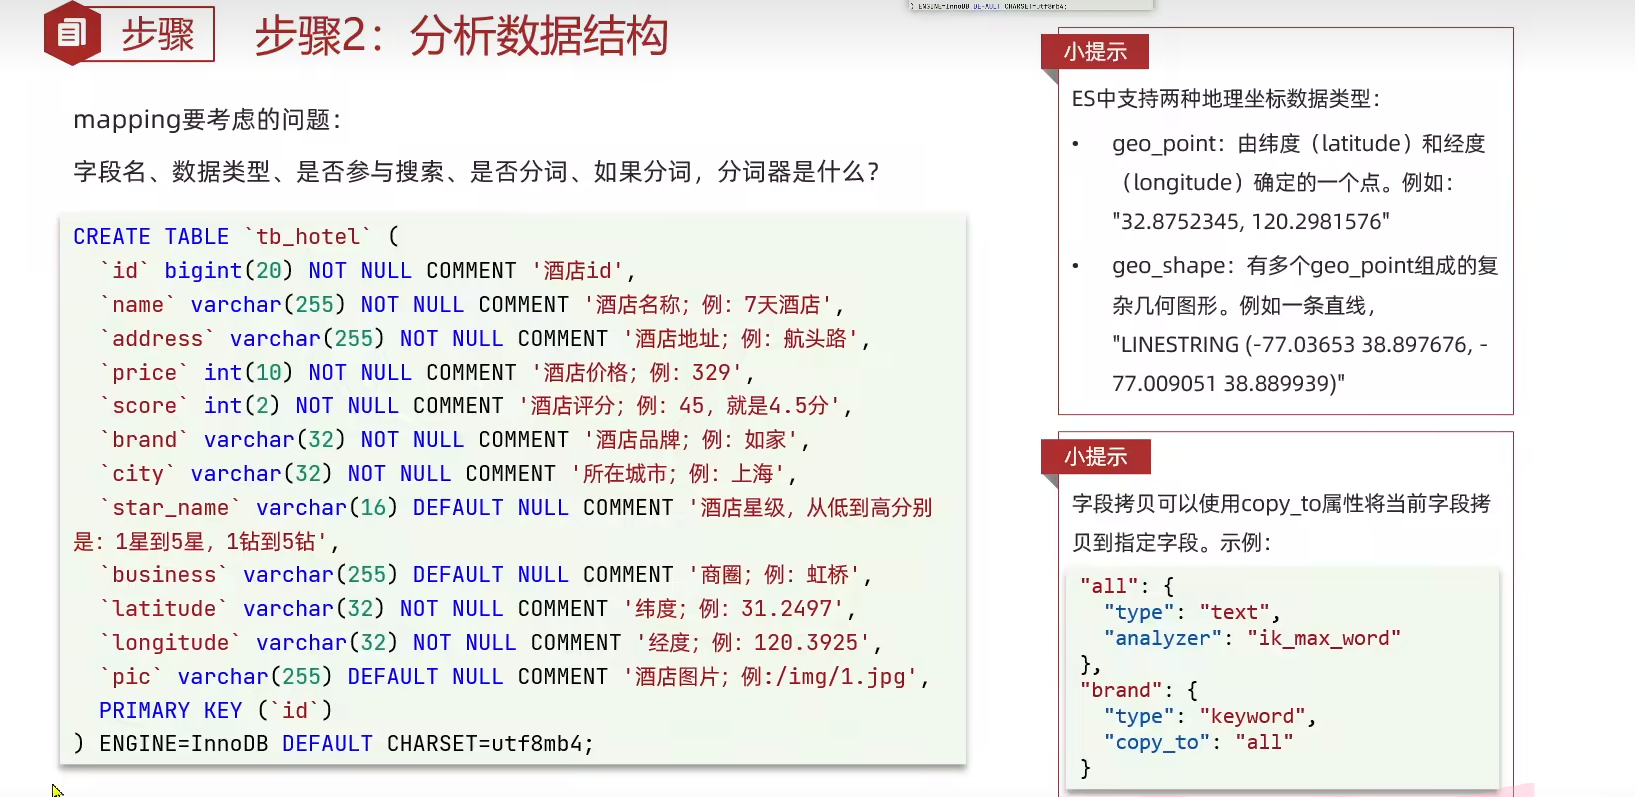 ) ENGINE=InnoDB DEFAULT CHARSET=utf8mb4;
步骤
步骤2：分析数据结构
mapping要考虑的问题：
字段名、数据类型、是否参与搜索、是否分词、如果分词，分词器是什么？
CREATE TABLE `tb_hotel` (
`id` bigint(20) NOT NULL COMMENT '酒店id',
`name` varchar(255) NOT NULL COMMENT '酒店名称；例：7天酒店',
`address` varchar(255) NOT NULL COMMENT '酒店地址；例：航头路',
`price` int(10) NOT NULL COMMENT '酒店价格；例：329',
`score` int(2) NOT NULL COMMENT '酒店评分；例：45，就是4.5分',
`brand` varchar(32) NOT NULL COMMENT '酒店品牌；例：如家',
`city` varchar(32) NOT NULL COMMENT '所在城市；例：上海',
`star_name` varchar(16) DEFAULT NULL COMMENT '酒店星级，从低到高分别
是：1星到5星，1钻到5钻',
`business` varchar(255) DEFAULT NULL COMMENT '商圈；例：虹桥',
`latitude` varchar(32) NOT NULL COMMENT '纬度；例：31.2497',
`longitude` varchar(32) NOT NULL COMMENT '经度；例：120.3925',
`pic` varchar(255) DEFAULT NULL COMMENT '酒店图片；例:/img/1.jpg',
PRIMARY KEY (`id`)
) ENGINE=InnoDB DEFAULT CHARSET=utf8mb4;
小提示
ES中支持两种地理坐标数据类型：
• geo_point：由纬度（latitude）和经度
（longitude）确定的一个点。例如：
"32.8752345, 120.2981576"
• geo_shape：有多个geo_point组成的复
杂几何图形。例如一条直线，
"LINESTRING (-77.03653 38.897676, -
77.009051 38.889939)"
小提示
字段拷贝可以使用copy_to属性将当前字段拷
贝到指定字段。示例：
"all": {
"type": "text",
"analyzer": "ik_max_word"
},
"brand": {
"type": "keyword",
"copy_to": "all"
}